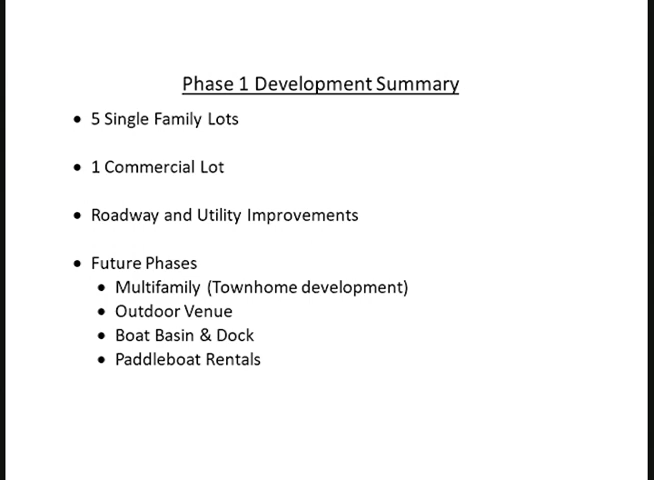 Phase 1 Development Summary
• 5 Single Family Lots
• 1 Commercial Lot
• Roadway and Utility Improvements
• Future Phases
• Multifamily (Townhome development)
• Outdoor Venue
• Boat Basin & Dock
• Paddleboat Rentals